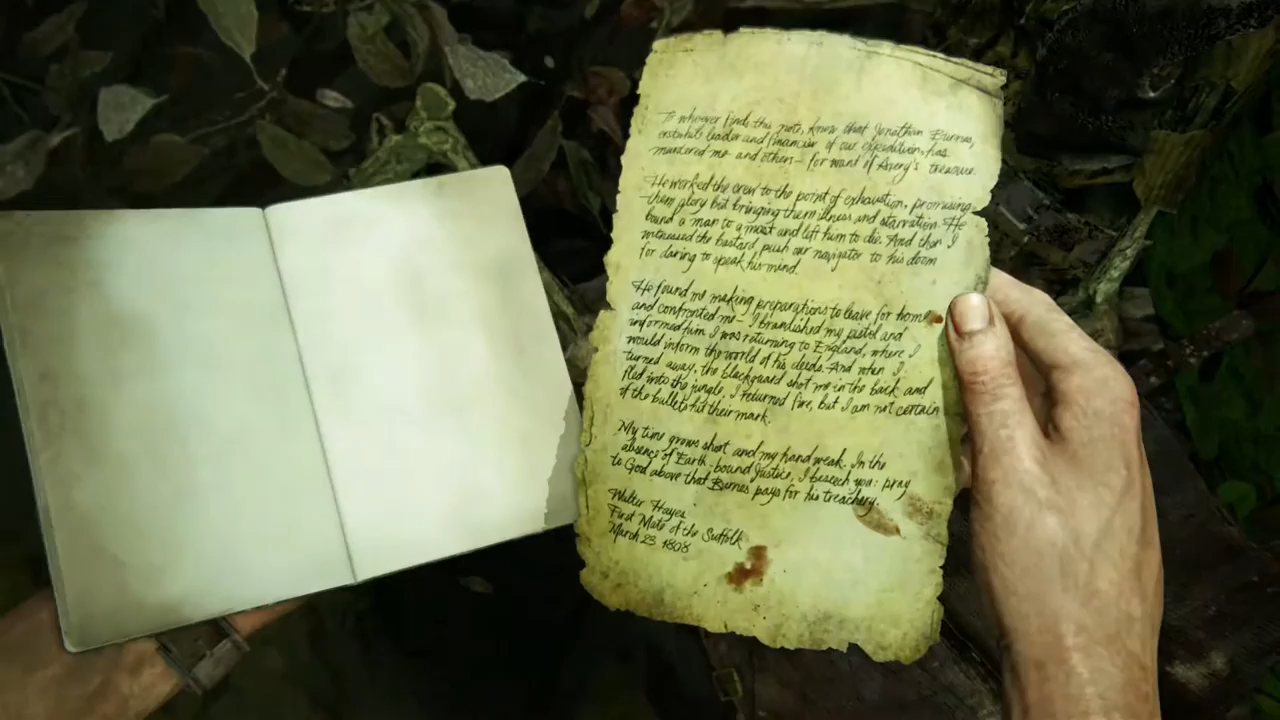 To whoever finds this note, know that Jonathan Burnes,
erstwhile leader and financier of our expedition, has
murdered me and others— for want of Avery's treasure.
He worked the crew to the point of exhaustion, promising
them glory but bringing them illness and starvation. He
bound a man to a mast and left him to die. And then I
witnessed the bastard push our navigator to his doom
for daring to speak his mind.
He found me making preparations to leave for home
and confronted me— I brandished my pistol and
informed him I was returning to England, where I
would inform the world of his deeds. And when I
turned away, the blackguard shot me in the back and
fled into the jungle. I returned fire, but I am not certain
if the bullets hit their mark.
My time grows short and my hand weak. In the
absence of Earth-bound justice, I beseech you: pray
to God above that Burnes pays for his treachery.
Walter Hayes
First Mate of the Suffolk
March 23 1808